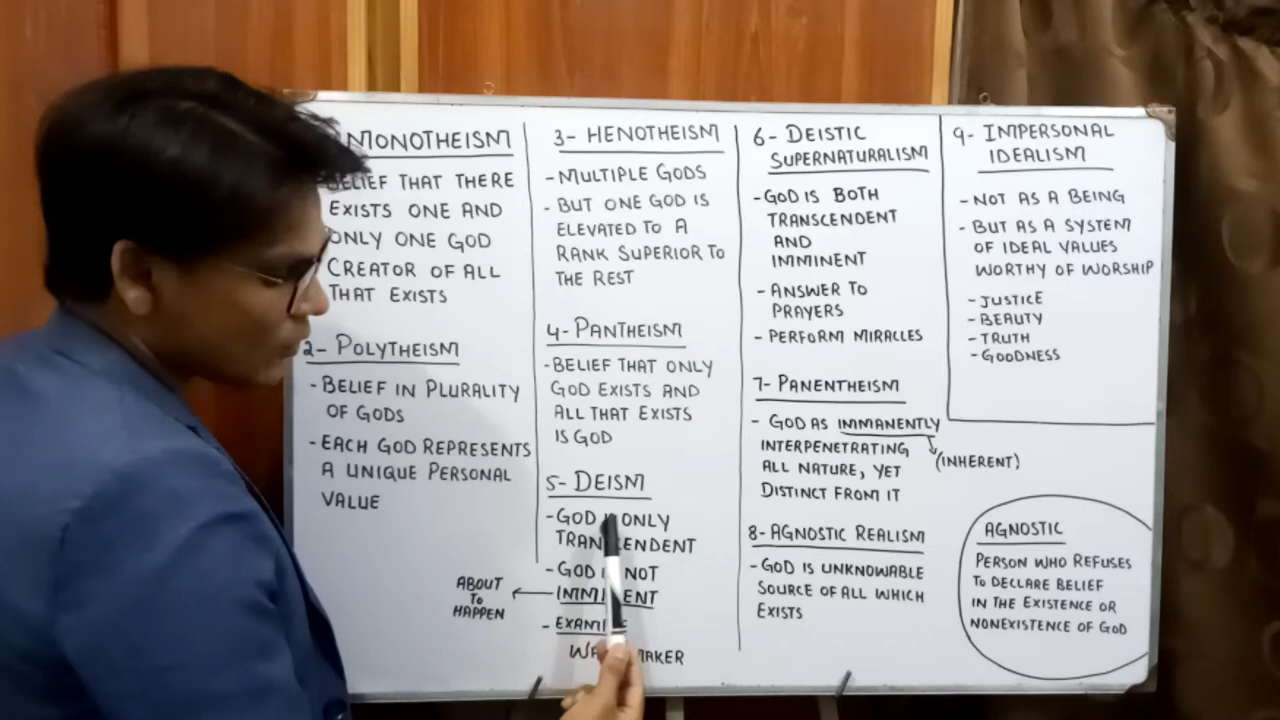 MONOTHEISM
BELIEF THAT THERE
EXISTS ONE AND
ONLY ONE GOD
CREATOR OF ALL
THAT EXISTS
2- POLYTHEISM
- BELIEF IN PLURALITY
OF GODS
- EACH GOD REPRESENTS
A UNIQUE PERSONAL
VALUE
3- HENOTHEISM
- MULTIPLE GODS
- BUT ONE GOD IS
ELEVATED TO A
RANK SUPERIOR TO
THE REST
4- PANTHEISM
- BELIEF THAT ONLY
GOD EXISTS AND
ALL THAT EXISTS
IS GOD
5- DEISM
- GOD IS ONLY
TRANSCENDENT
- GOD IS NOT
IMMINENT
ABOUT
TO
HAPPEN
- EXAMPLE
MAKER
6- DEISTIC
SUPERNATURALISM
- GOD IS BOTH
TRANSCENDENT
AND
IMMINENT
- ANSWER TO
PRAYERS
- PERFORM MIRACLES
7- PANENTHEISM
- GOD AS IMMANENTLY
(INHERENT)
INTERPENETRATING
ALL NATURE, YET
DISTINCT FROM IT
8- AGNOSTIC REALISM
- GOD IS UNKNOWABLE
SOURCE OF ALL WHICH
EXISTS
9- IMPERSONAL
IDEALISM
- NOT AS A BEING
- BUT AS A SYSTEM
OF IDEAL VALUES
WORTHY OF WORSHIP
- JUSTICE
- BEAUTY
- TRUTH
- GOODNESS
AGNOSTIC
PERSON WHO REFUSES
TO DECLARE BELIEF
IN THE EXISTENCE OR
NONEXISTENCE OF GOD